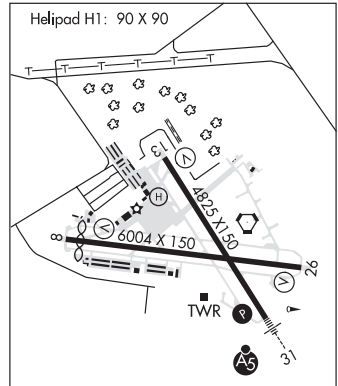 Helipad H1: 90 X 90
T T T T T T
13
V
4825 X 150
H
V
8
6004 X 150
V
26
TWR
P
A5
31